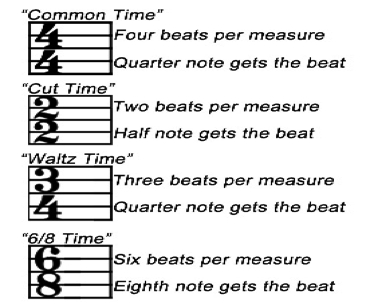 "Common Time"
4 Four beats per measure
4 Quarter note gets the beat
"Cut Time"
2 Two beats per measure
2 Half note gets the beat
"Waltz Time"
3 Three beats per measure
4 Quarter note gets the beat
"6/8 Time"
6 Six beats per measure
8 Eighth note gets the beat